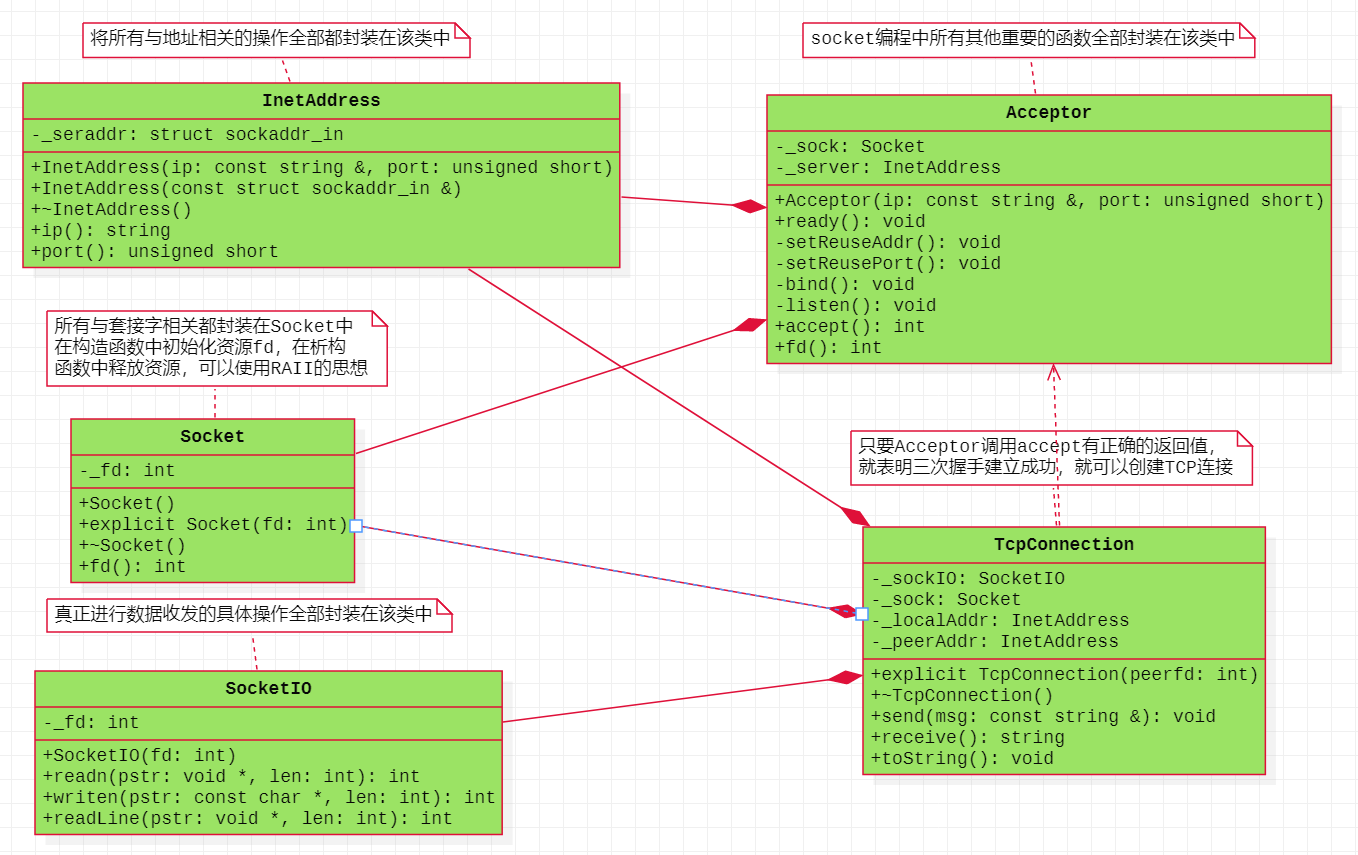 将所有与地址相关的操作全部都封装在该类中
InetAddress
-_seraddr: struct sockaddr_in
+InetAddress(ip: const string &, port: unsigned short)
+InetAddress(const struct sockaddr_in &)
+~InetAddress()
+ip(): string
+port(): unsigned short
socket编程中所有其他重要的函数全部封装在该类中
Acceptor
-_sock: Socket
-_server: InetAddress
+Acceptor(ip: const string &, port: unsigned short)
+ready(): void
-setReuseAddr(): void
-setReusePort(): void
-bind(): void
-listen(): void
+accept(): int
+fd(): int
所有与套接字相关都封装在Socket中
在构造函数中初始化资源fd，在析构
函数中释放资源，可以使用RAII的思想
Socket
-_fd: int
+Socket()
+explicit Socket(fd: int)
+~Socket()
+fd(): int
只要Acceptor调用accept有正确的返回值，
就表明三次握手建立成功，就可以创建TCP连接
TcpConnection
-_sockIO: SocketIO
-_sock: Socket
-_localAddr: InetAddress
-_peerAddr: InetAddress
+explicit TcpConnection(peerfd: int)
+~TcpConnection()
+send(msg: const string &): void
+receive(): string
+toString(): void
真正进行数据收发的具体操作全部封装在该类中
SocketIO
-_fd: int
+SocketIO(fd: int)
+readn(pstr: void *, len: int): int
+writen(pstr: const char *, len: int): int
+readLine(pstr: void *, len: int): int